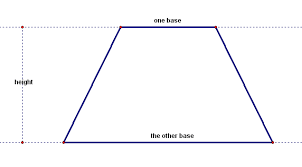 one base
height
the other base